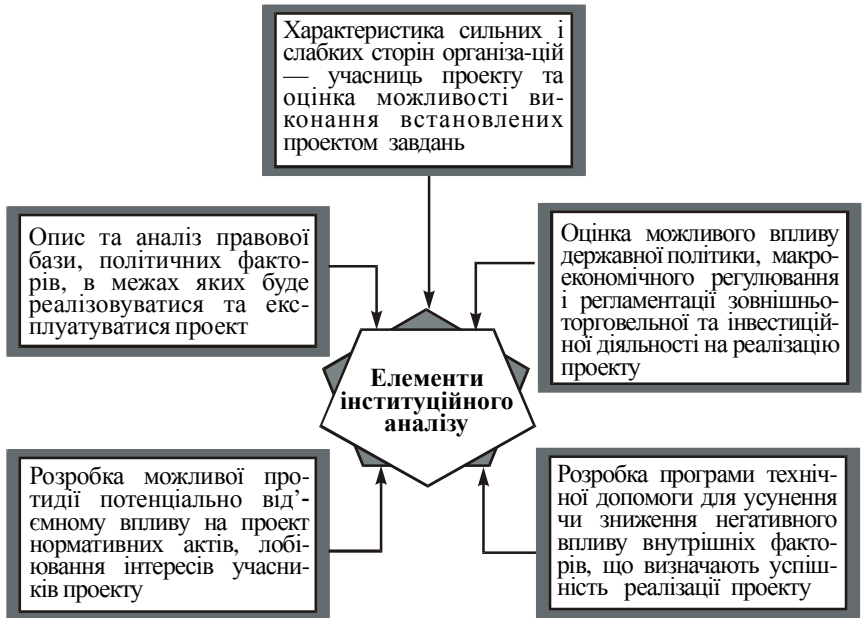 Характеристика сильних і
слабких сторін організа-цій
— учасниць проекту та
оцінка можливості ви-
конання встановлених
проектом завдань
Опис та аналіз правової
бази, політичних факто-
рів, в межах яких буде
реалізовуватися та екс-
плуатуватися проект
Оцінка можливого впливу
державної політики, макро-
економічного регулювання
і регламентації зовнішньо-
торговельної та інвестицій-
ної діяльності на реалізацію
проекту
Елементи
інституційного
аналізу
Розробка можливої про-
тидії потенціально від’-
ємному впливу на проект
нормативних актів, лобі-
ювання інтересів учасни-
ків проекту
Розробка програми техніч-
ної допомоги для усунення
чи зниження негативного
впливу внутрішніх факто-
рів, що визначають успіш-
ність реалізації проекту